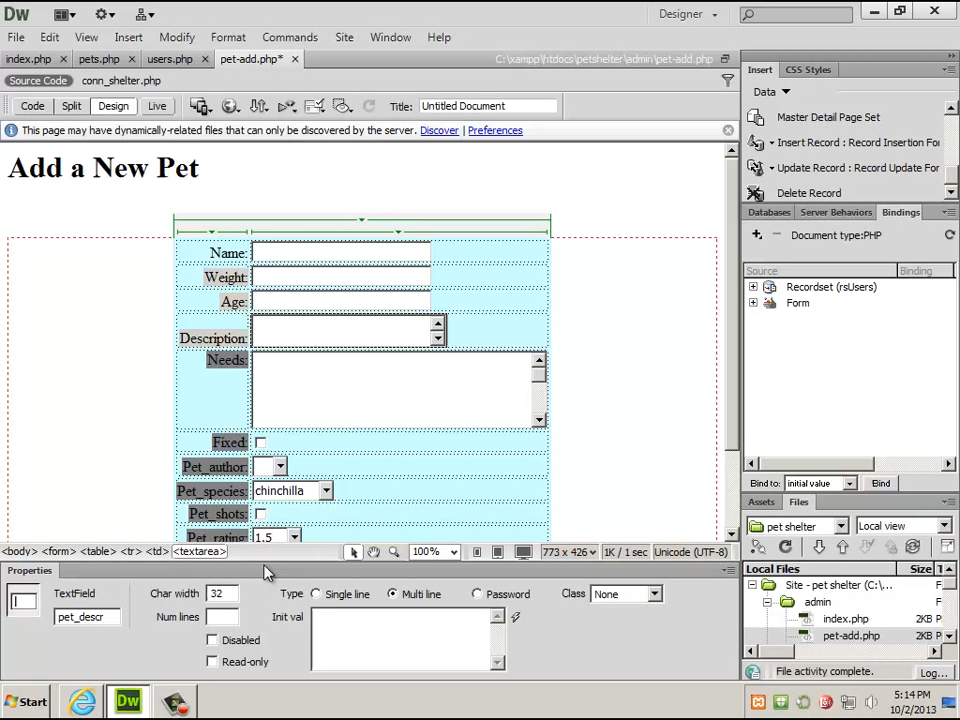 Dw
Designer
File Edit View Insert Modify Format Commands Site Window Help
index.php × pets.php × users.php × pet-add.php* × C:\xampp\htdocs\petshelter\admin\pet-add.php
Source Code conn_shelter.php
Code Split Design Live Title: Untitled Document
This page may have dynamically-related files that can only be discovered by the server. Discover | Preferences
Add a New Pet
Name:
Weight:
Age:
Description:
Needs:
Fixed:
Pet_author:
Pet_species: chinchilla
Pet_shots:
Pet_rating: 1.5
<body> <form> <table> <tr> <td> <textarea> 100% 773 x 426 1K / 1 sec Unicode (UTF-8)
Properties
TextField Char width 32 Type Single line Multi line Password Class None
pet_descr Num lines Init val
Disabled
Read-only
Insert CSS Styles
Data
Master Detail Page Set
Insert Record : Record Insertion Fo
Update Record : Record Update For
Delete Record
Databases Server Behaviors Bindings
Document type:PHP
Source Binding
Recordset (rsUsers)
Form
Bind to: initial value Bind
Assets Files
pet shelter Local view
Local Files Size
Site - pet shelter (C:\...
admin
index.php 2KB P
pet-add.php 2KB P
File activity complete. Log...
Start
5:14 PM
10/2/2013